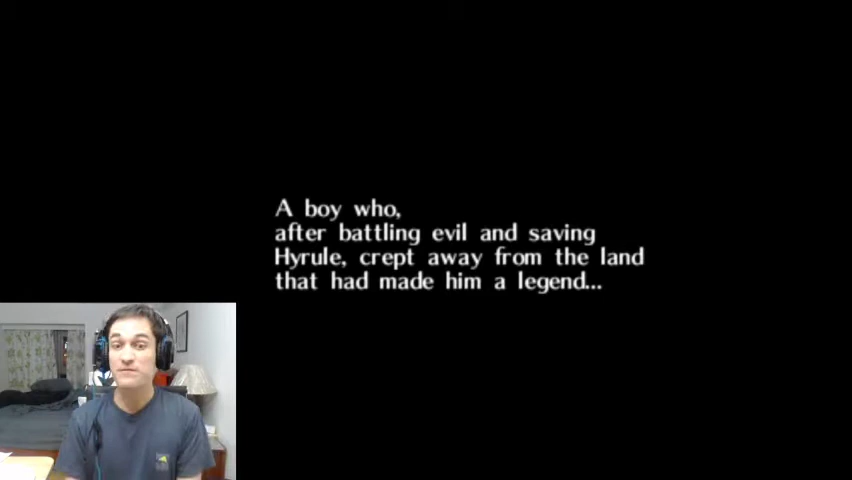 A boy who,
after battling evil and saving
Hyrule, crept away from the land
that had made him a legend...